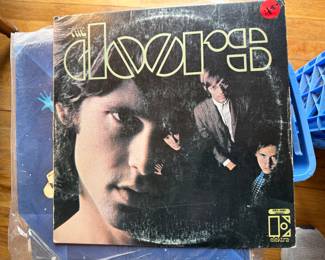 THE
doors
elektra